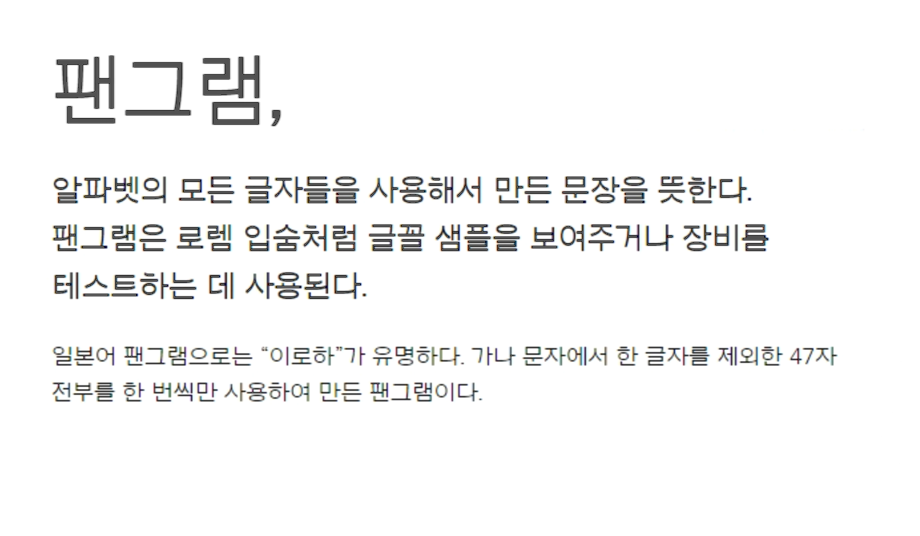 팬그램,
알파벳의 모든 글자들을 사용해서 만든 문장을 뜻한다.
팬그램은 로렘 입숨처럼 글꼴 샘플을 보여주거나 장비를
테스트하는 데 사용된다.
일본어 팬그램으로는 “이로하”가 유명하다. 가나 문자에서 한 글자를 제외한 47자
전부를 한 번씩만 사용하여 만든 팬그램이다.